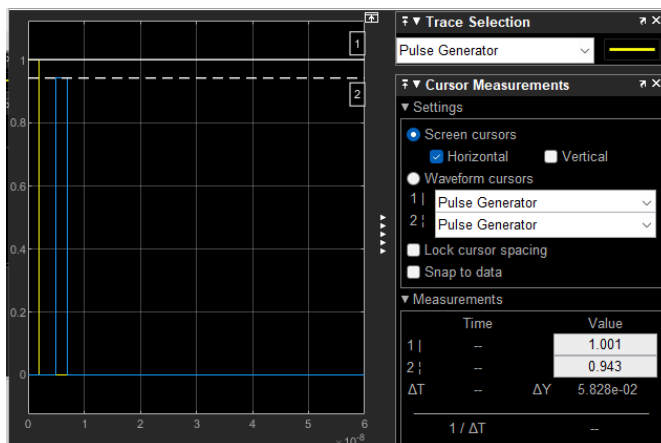 Trace Selection
Pulse Generator
Cursor Measurements
Settings
Screen cursors
Horizontal Vertical
Waveform cursors
1 | Pulse Generator
2 ¦ Pulse Generator
Lock cursor spacing
Snap to data
Measurements
Time Value
1 | -- 1.001
2 ¦ -- 0.943
ΔT -- ΔY 5.828e-02
1 / ΔT --
1
2
1
0.8
0.6
0.4
0.2
0
0 1 2 3 4 5 6
×10⁻⁸